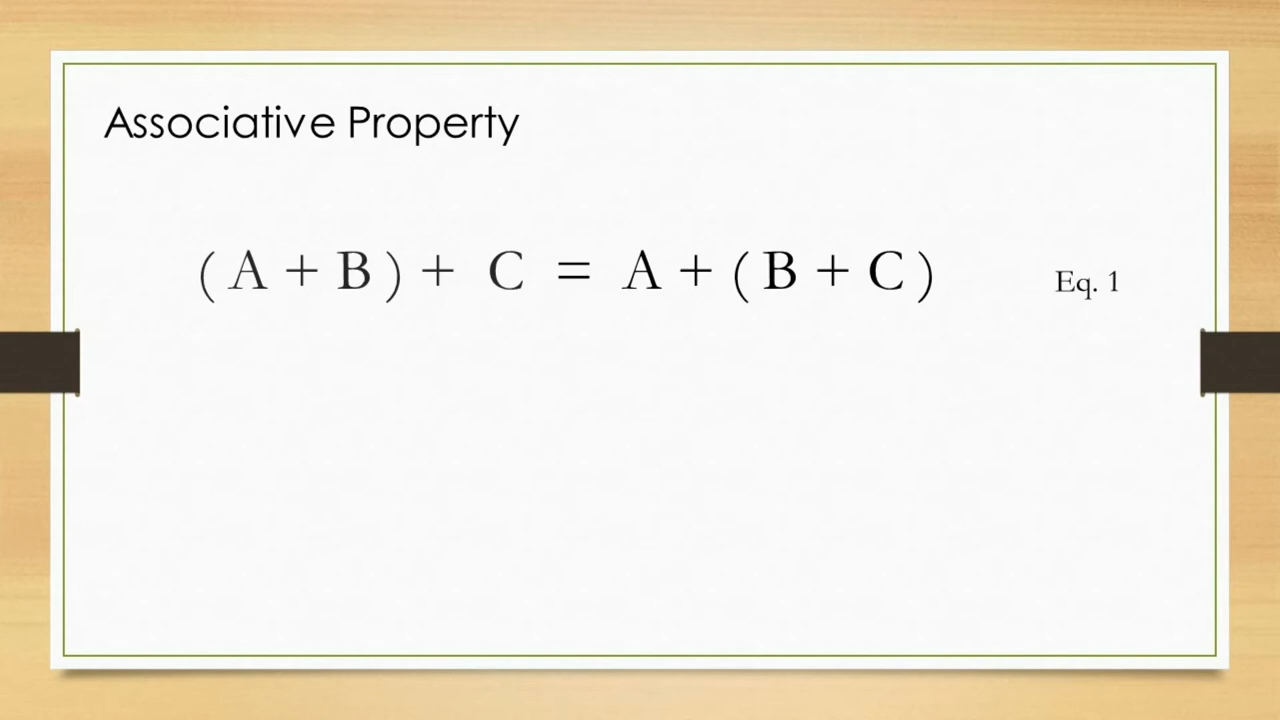 Associative Property
( A + B ) + C = A + ( B + C ) Eq. 1